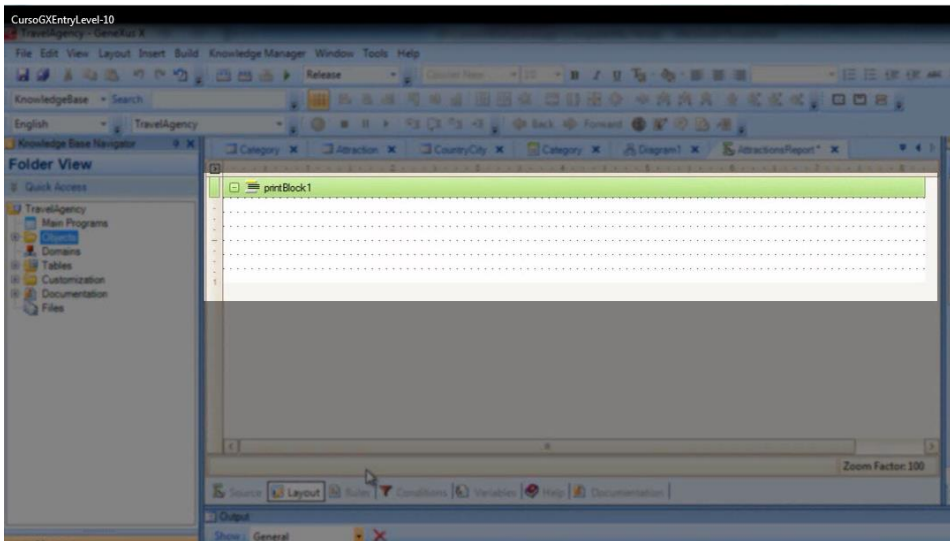 CursoGXEntryLevel-10
TravelAgency - GeneXus X
File Edit View Layout Insert Build Knowledge Manager Window Tools Help
Release
KnowledgeBase Search
English TravelAgency Back Forward
Knowledge Base Navigator
Category Attraction CountryCity Category Diagram1 AttractionsReport*
Folder View
Quick Access
printBlock1
TravelAgency
Main Programs
Objects
Domains
Tables
Customization
Documentation
Files
Zoom Factor: 100
Source Layout Rules Conditions Variables Help Documentation
Output
Show: General